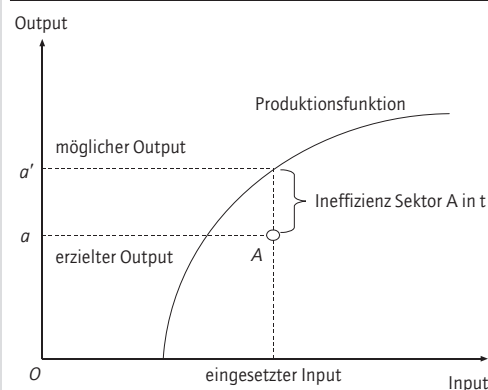 Output
Produktionsfunktion
möglicher Output
a'
Ineffizienz Sektor A in t
a
A
erzielter Output
O
eingesetzter Input
Input